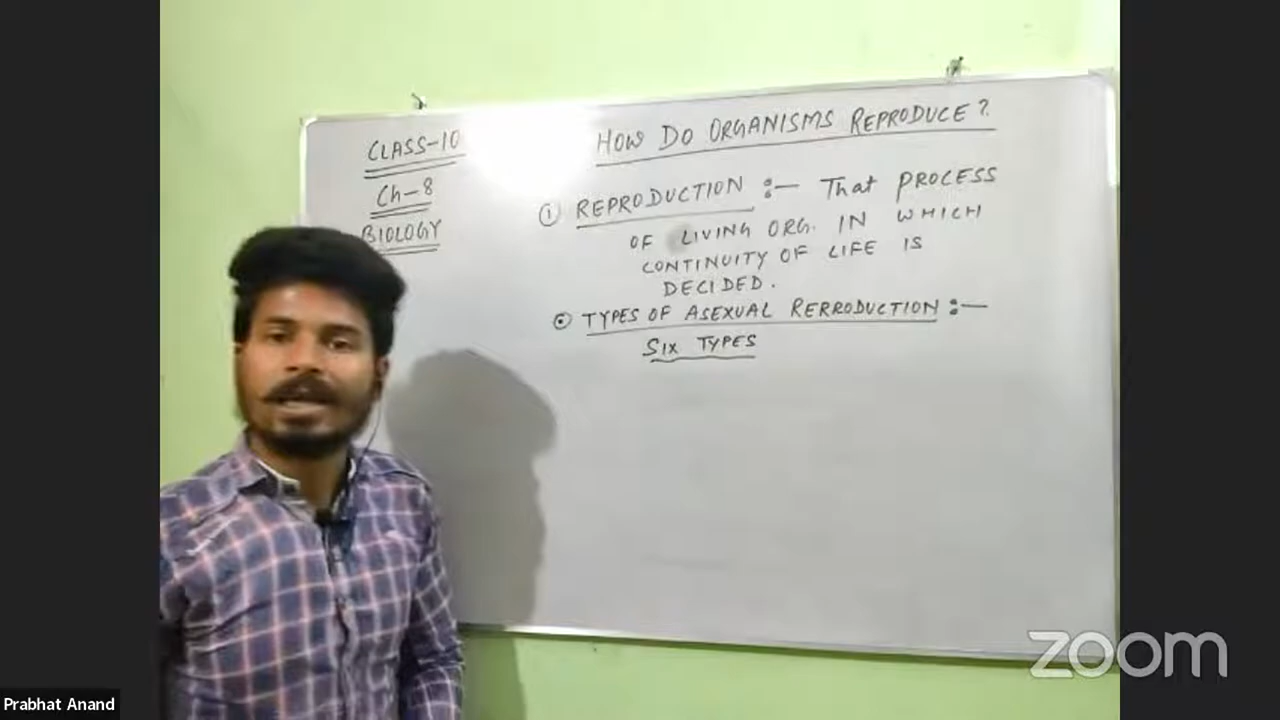 CLASS-10
Ch-8
BIOLOGY
HOW DO ORGANISMS REPRODUCE?
① REPRODUCTION :- That PROCESS
OF LIVING ORG. IN WHICH
CONTINUITY OF LIFE IS
DECIDED.
⊙ TYPES OF ASEXUAL RERRODUCTION :-
SIX TYPES
zoom
Prabhat Anand